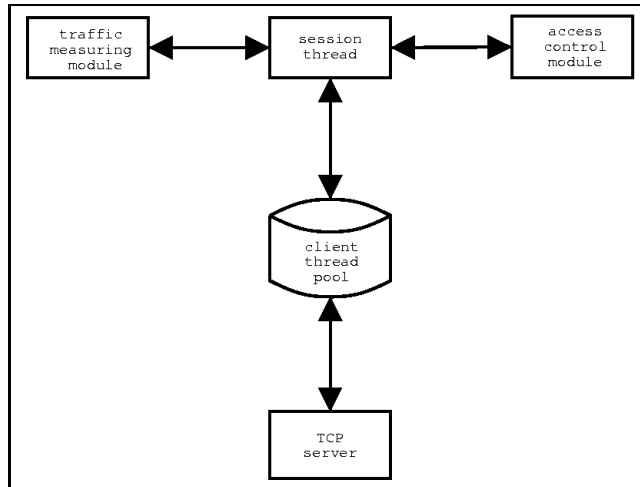 traffic
measuring
module
session
thread
access
control
module
client
thread
pool
TCP
server